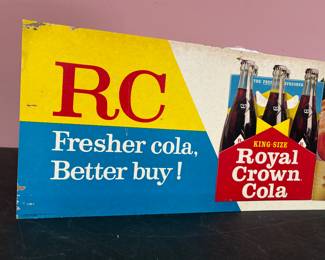 RC
Fresher cola,
Better buy!
KING-SIZE
Royal
Crown
Cola